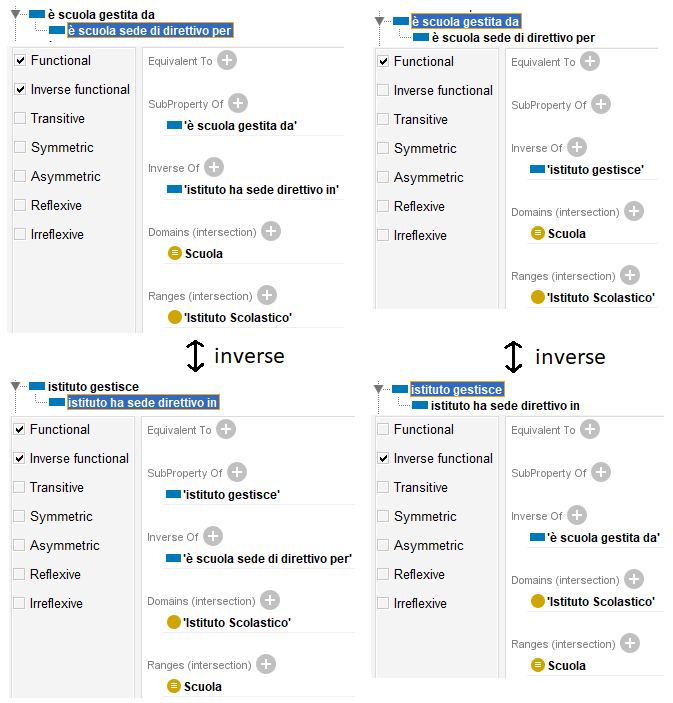 è scuola gestita da
è scuola sede di direttivo per
Functional
Inverse functional
Transitive
Symmetric
Asymmetric
Reflexive
Irreflexive
Equivalent To
SubProperty Of
'è scuola gestita da'
Inverse Of
'istituto ha sede direttivo in'
Domains (intersection)
Scuola
Ranges (intersection)
'Istituto Scolastico'
è scuola gestita da
è scuola sede di direttivo per
Functional
Inverse functional
Transitive
Symmetric
Asymmetric
Reflexive
Irreflexive
Equivalent To
SubProperty Of
Inverse Of
'istituto gestisce'
Domains (intersection)
Scuola
Ranges (intersection)
'Istituto Scolastico'
inverse
inverse
istituto gestisce
istituto ha sede direttivo in
Functional
Inverse functional
Transitive
Symmetric
Asymmetric
Reflexive
Irreflexive
Equivalent To
SubProperty Of
'istituto gestisce'
Inverse Of
'è scuola sede di direttivo per'
Domains (intersection)
'Istituto Scolastico'
Ranges (intersection)
Scuola
istituto gestisce
istituto ha sede direttivo in
Functional
Inverse functional
Transitive
Symmetric
Asymmetric
Reflexive
Irreflexive
Equivalent To
SubProperty Of
Inverse Of
'è scuola gestita da'
Domains (intersection)
'Istituto Scolastico'
Ranges (intersection)
Scuola